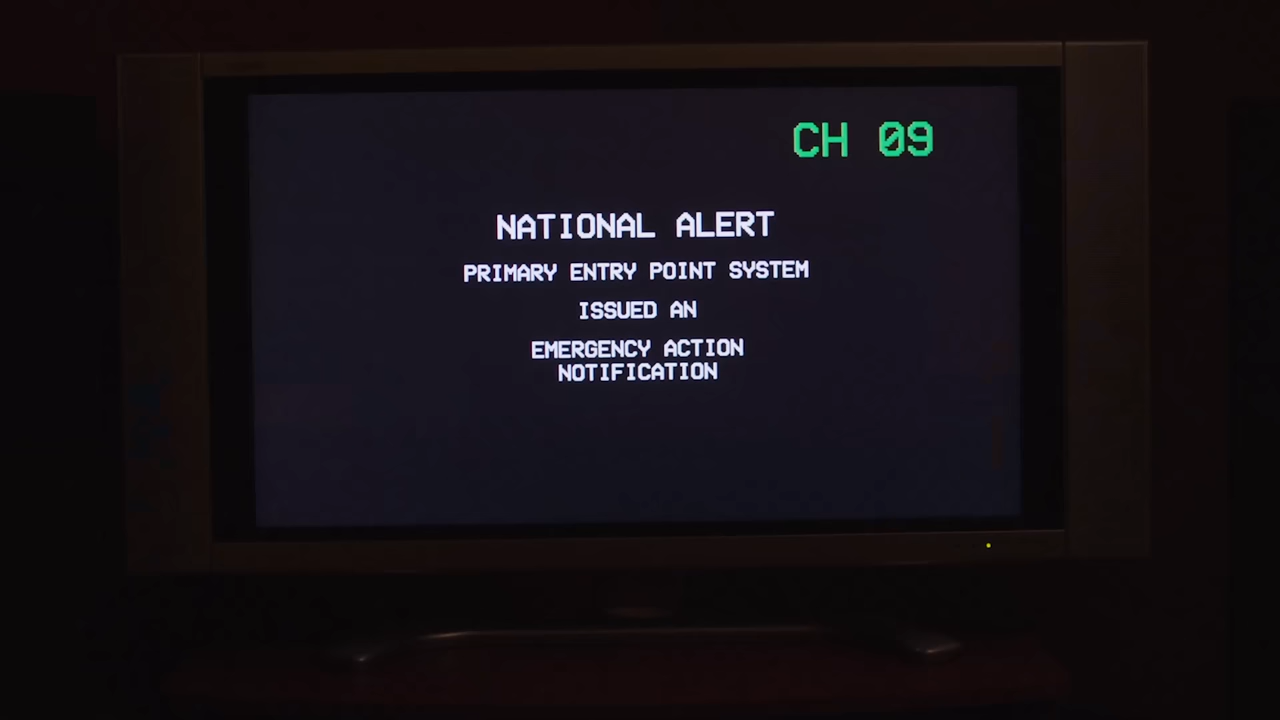 CH 09
NATIONAL ALERT
PRIMARY ENTRY POINT SYSTEM
ISSUED AN
EMERGENCY ACTION
NOTIFICATION